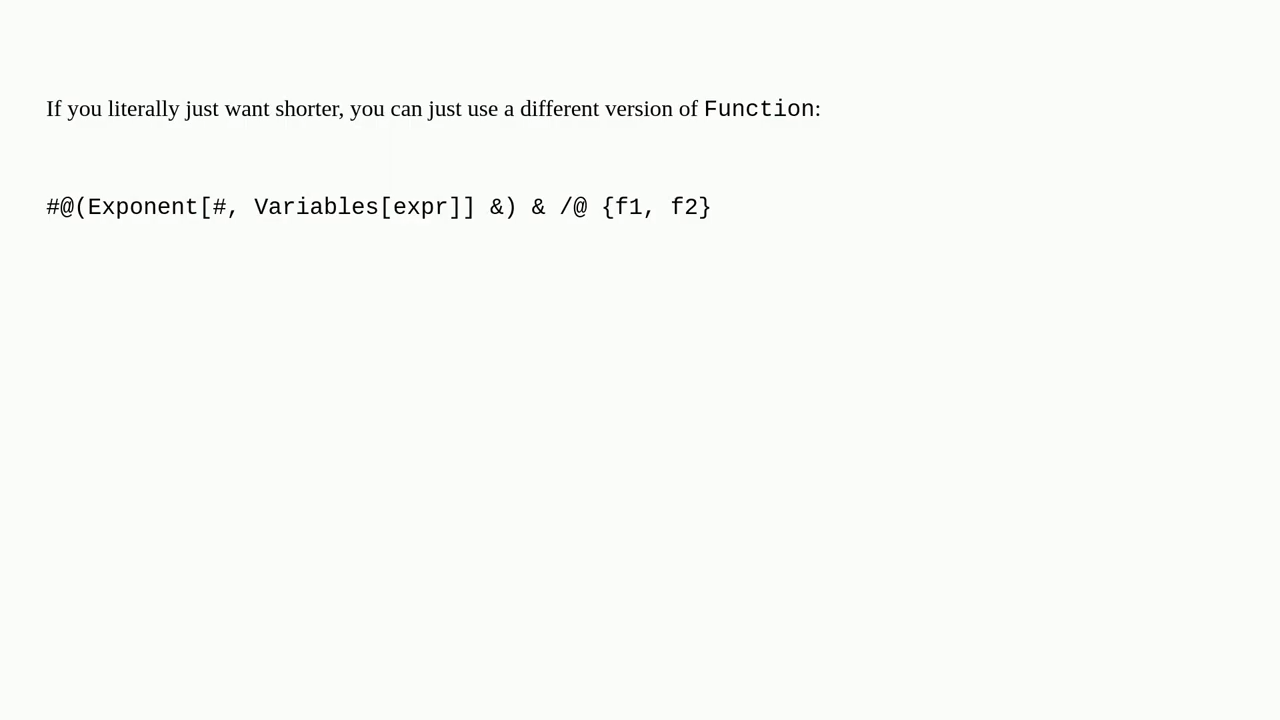 If you literally just want shorter, you can just use a different version of Function:
#@(Exponent[#, Variables[expr]] &) & /@ {f1, f2}